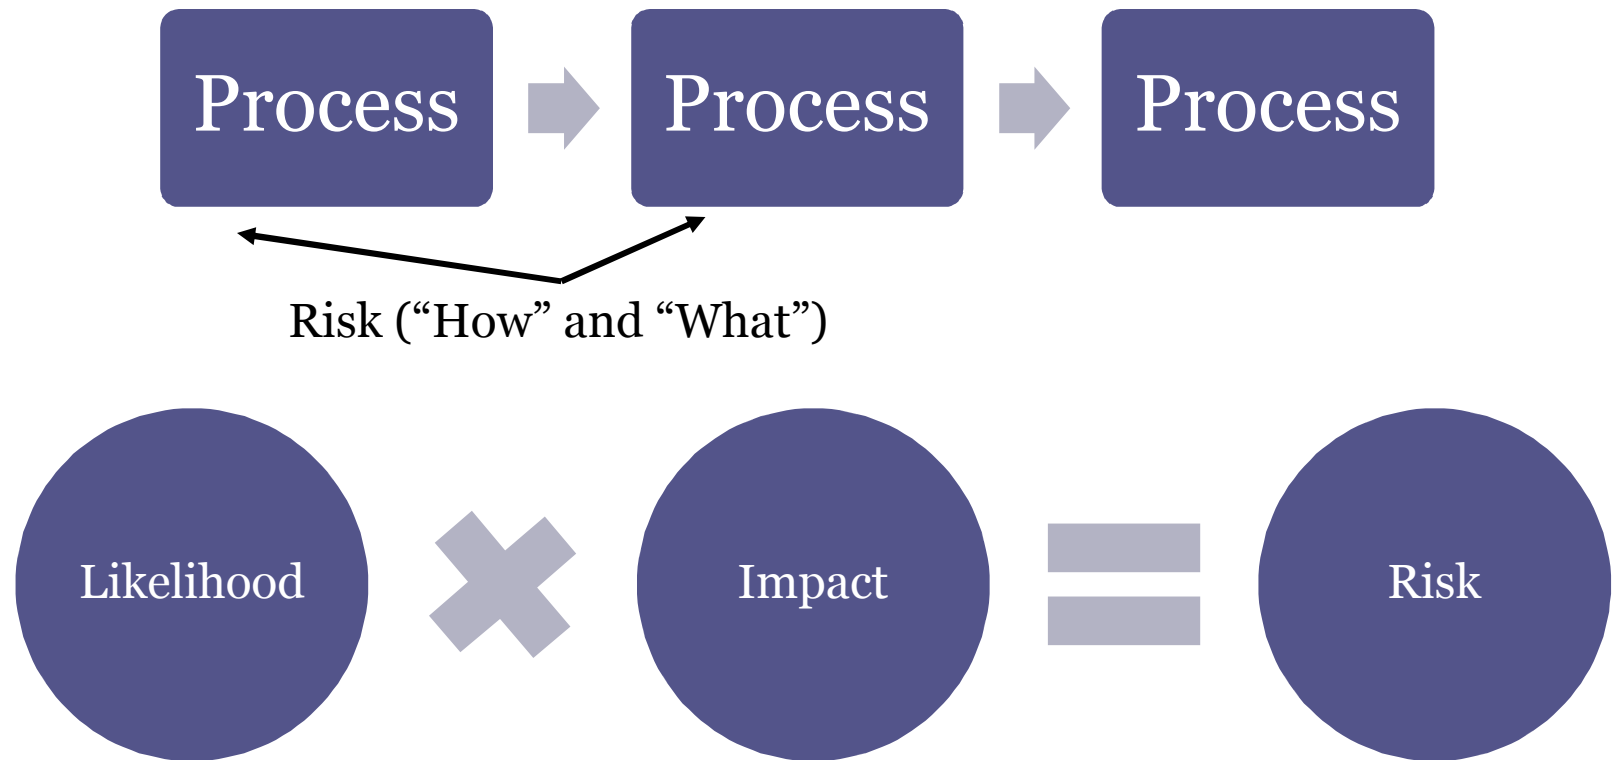 Process Process Process
Risk (“How” and “What”)
Likelihood Impact Risk